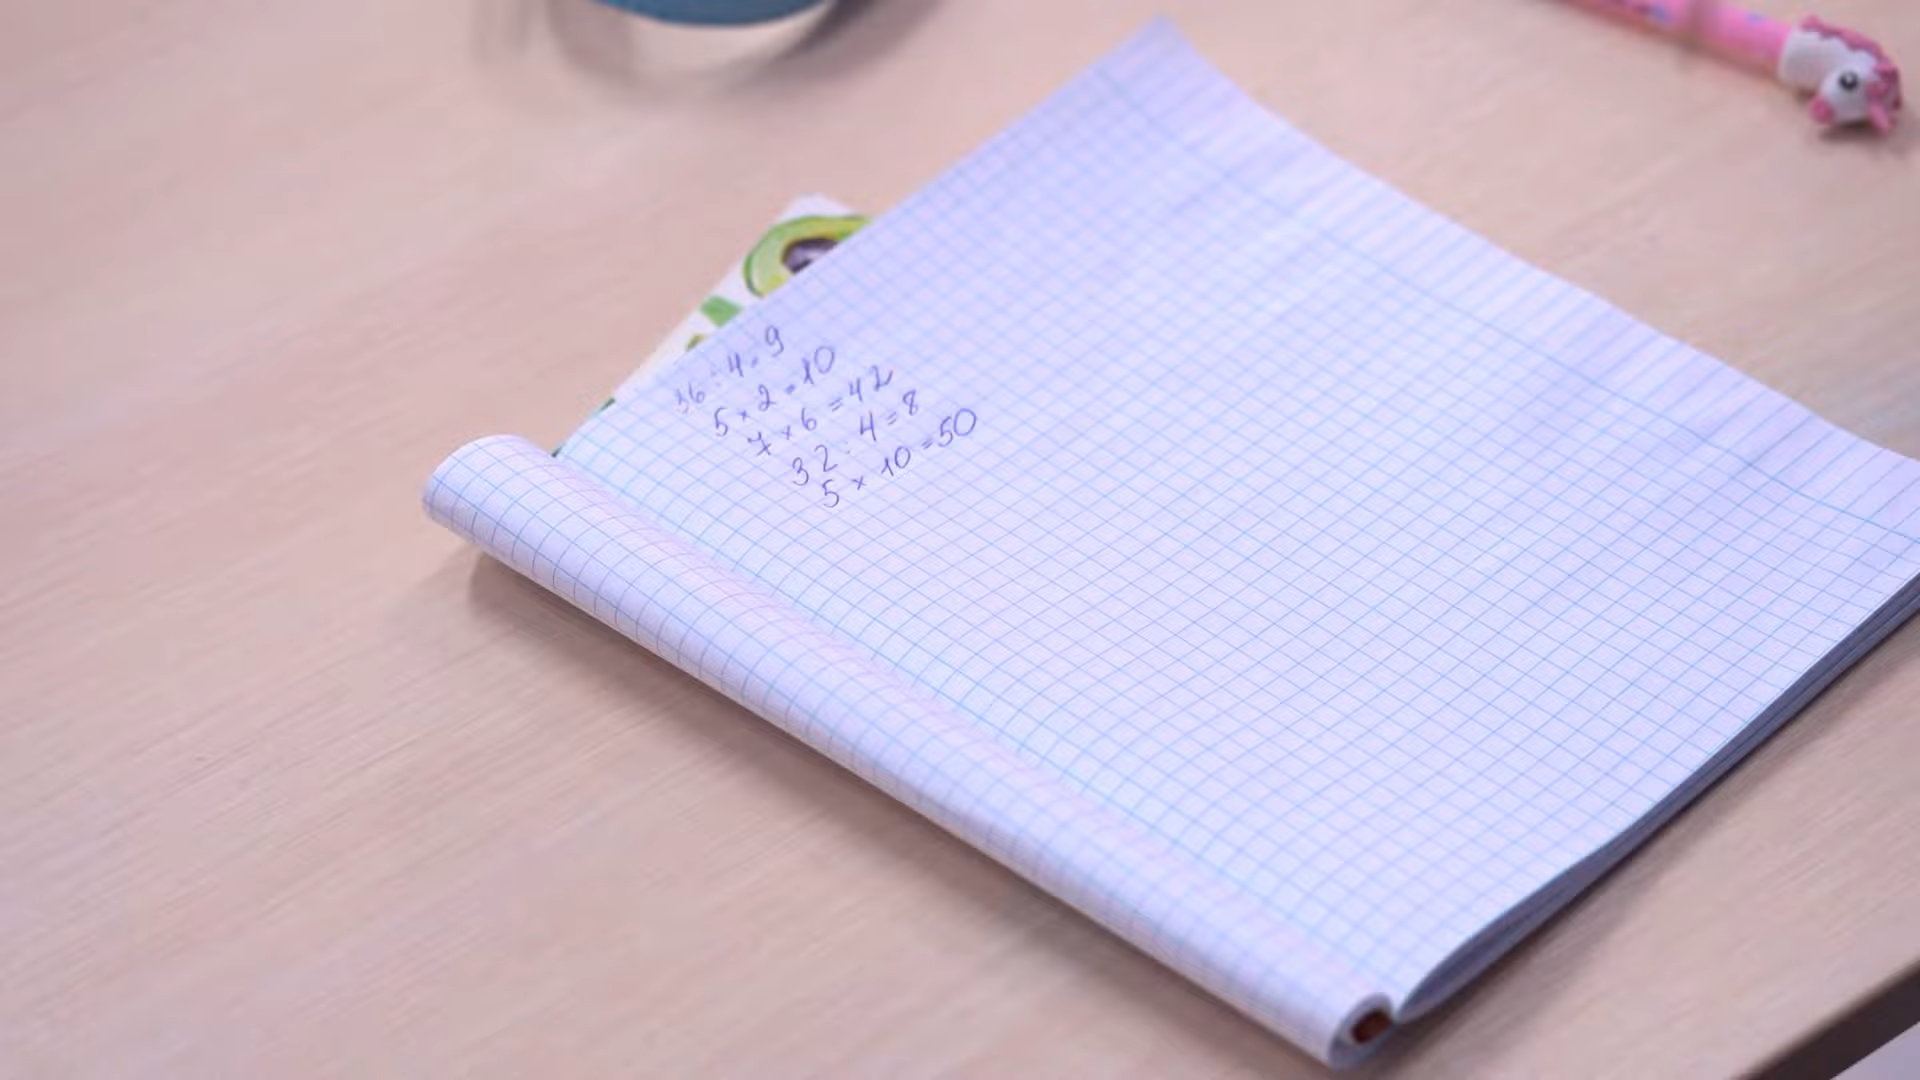 36 : 4 = 9
5 × 2 = 10
7 × 6 = 42
32 : 4 = 8
5 × 10 = 50